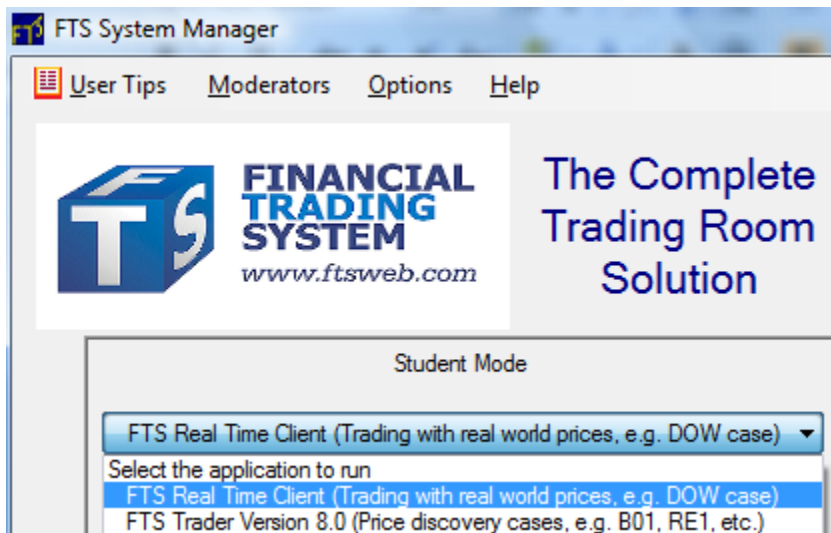 FTS System Manager
User Tips Moderators Options Help
FTS
FINANCIAL
TRADING
SYSTEM
www.ftsweb.com
The Complete
Trading Room
Solution
Student Mode
FTS Real Time Client (Trading with real world prices, e.g. DOW case)
Select the application to run
FTS Real Time Client (Trading with real world prices, e.g. DOW case)
FTS Trader Version 8.0 (Price discovery cases, e.g. B01, RE1, etc.)